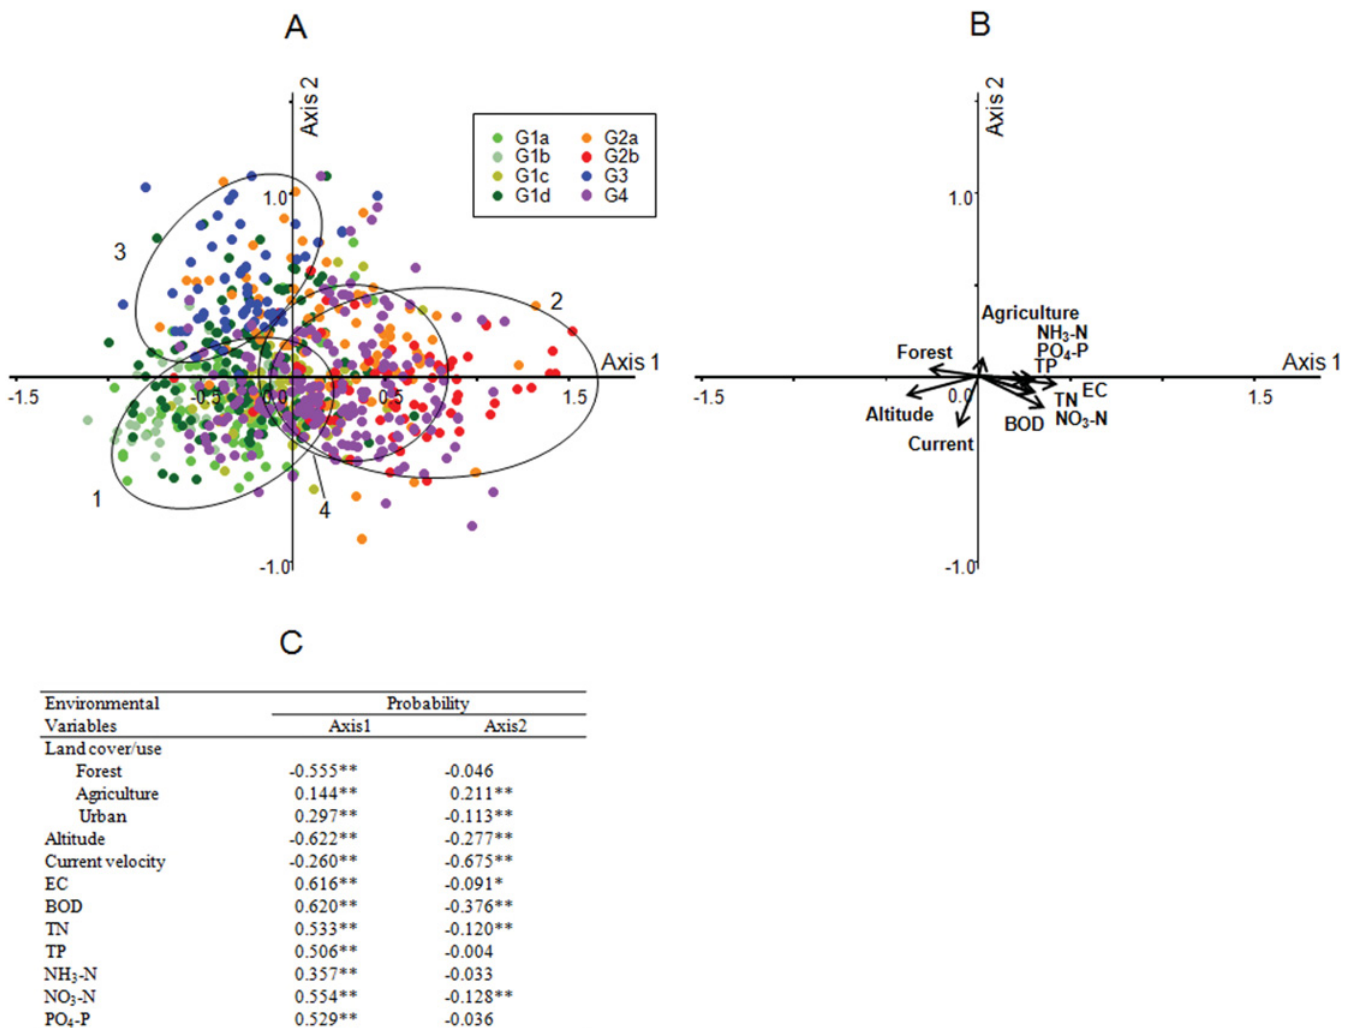 A
B
Axis 2
Axis 2
G1a
G2a
G1b
G2b
G1c
G3
G1d
G4
1.0
1.0
3
2
Agriculture
NH3-N
PO4-P
Forest
TP
Axis 1
Axis 1
-1.5
-0.5
0.0
0.5
1.5
-1.5
0.0
1.5
EC
TN
Altitude
BOD
NO3-N
Current
1
4
-1.0
-1.0
C
Environmental Probability
Variables Axis1 Axis2
Land cover/use
Forest -0.555** -0.046
Agriculture 0.144** 0.211**
Urban 0.297** -0.113**
Altitude -0.622** -0.277**
Current velocity -0.260** -0.675**
EC 0.616** -0.091*
BOD 0.620** -0.376**
TN 0.533** -0.120**
TP 0.506** -0.004
NH3-N 0.357** -0.033
NO3-N 0.554** -0.128**
PO4-P 0.529** -0.036